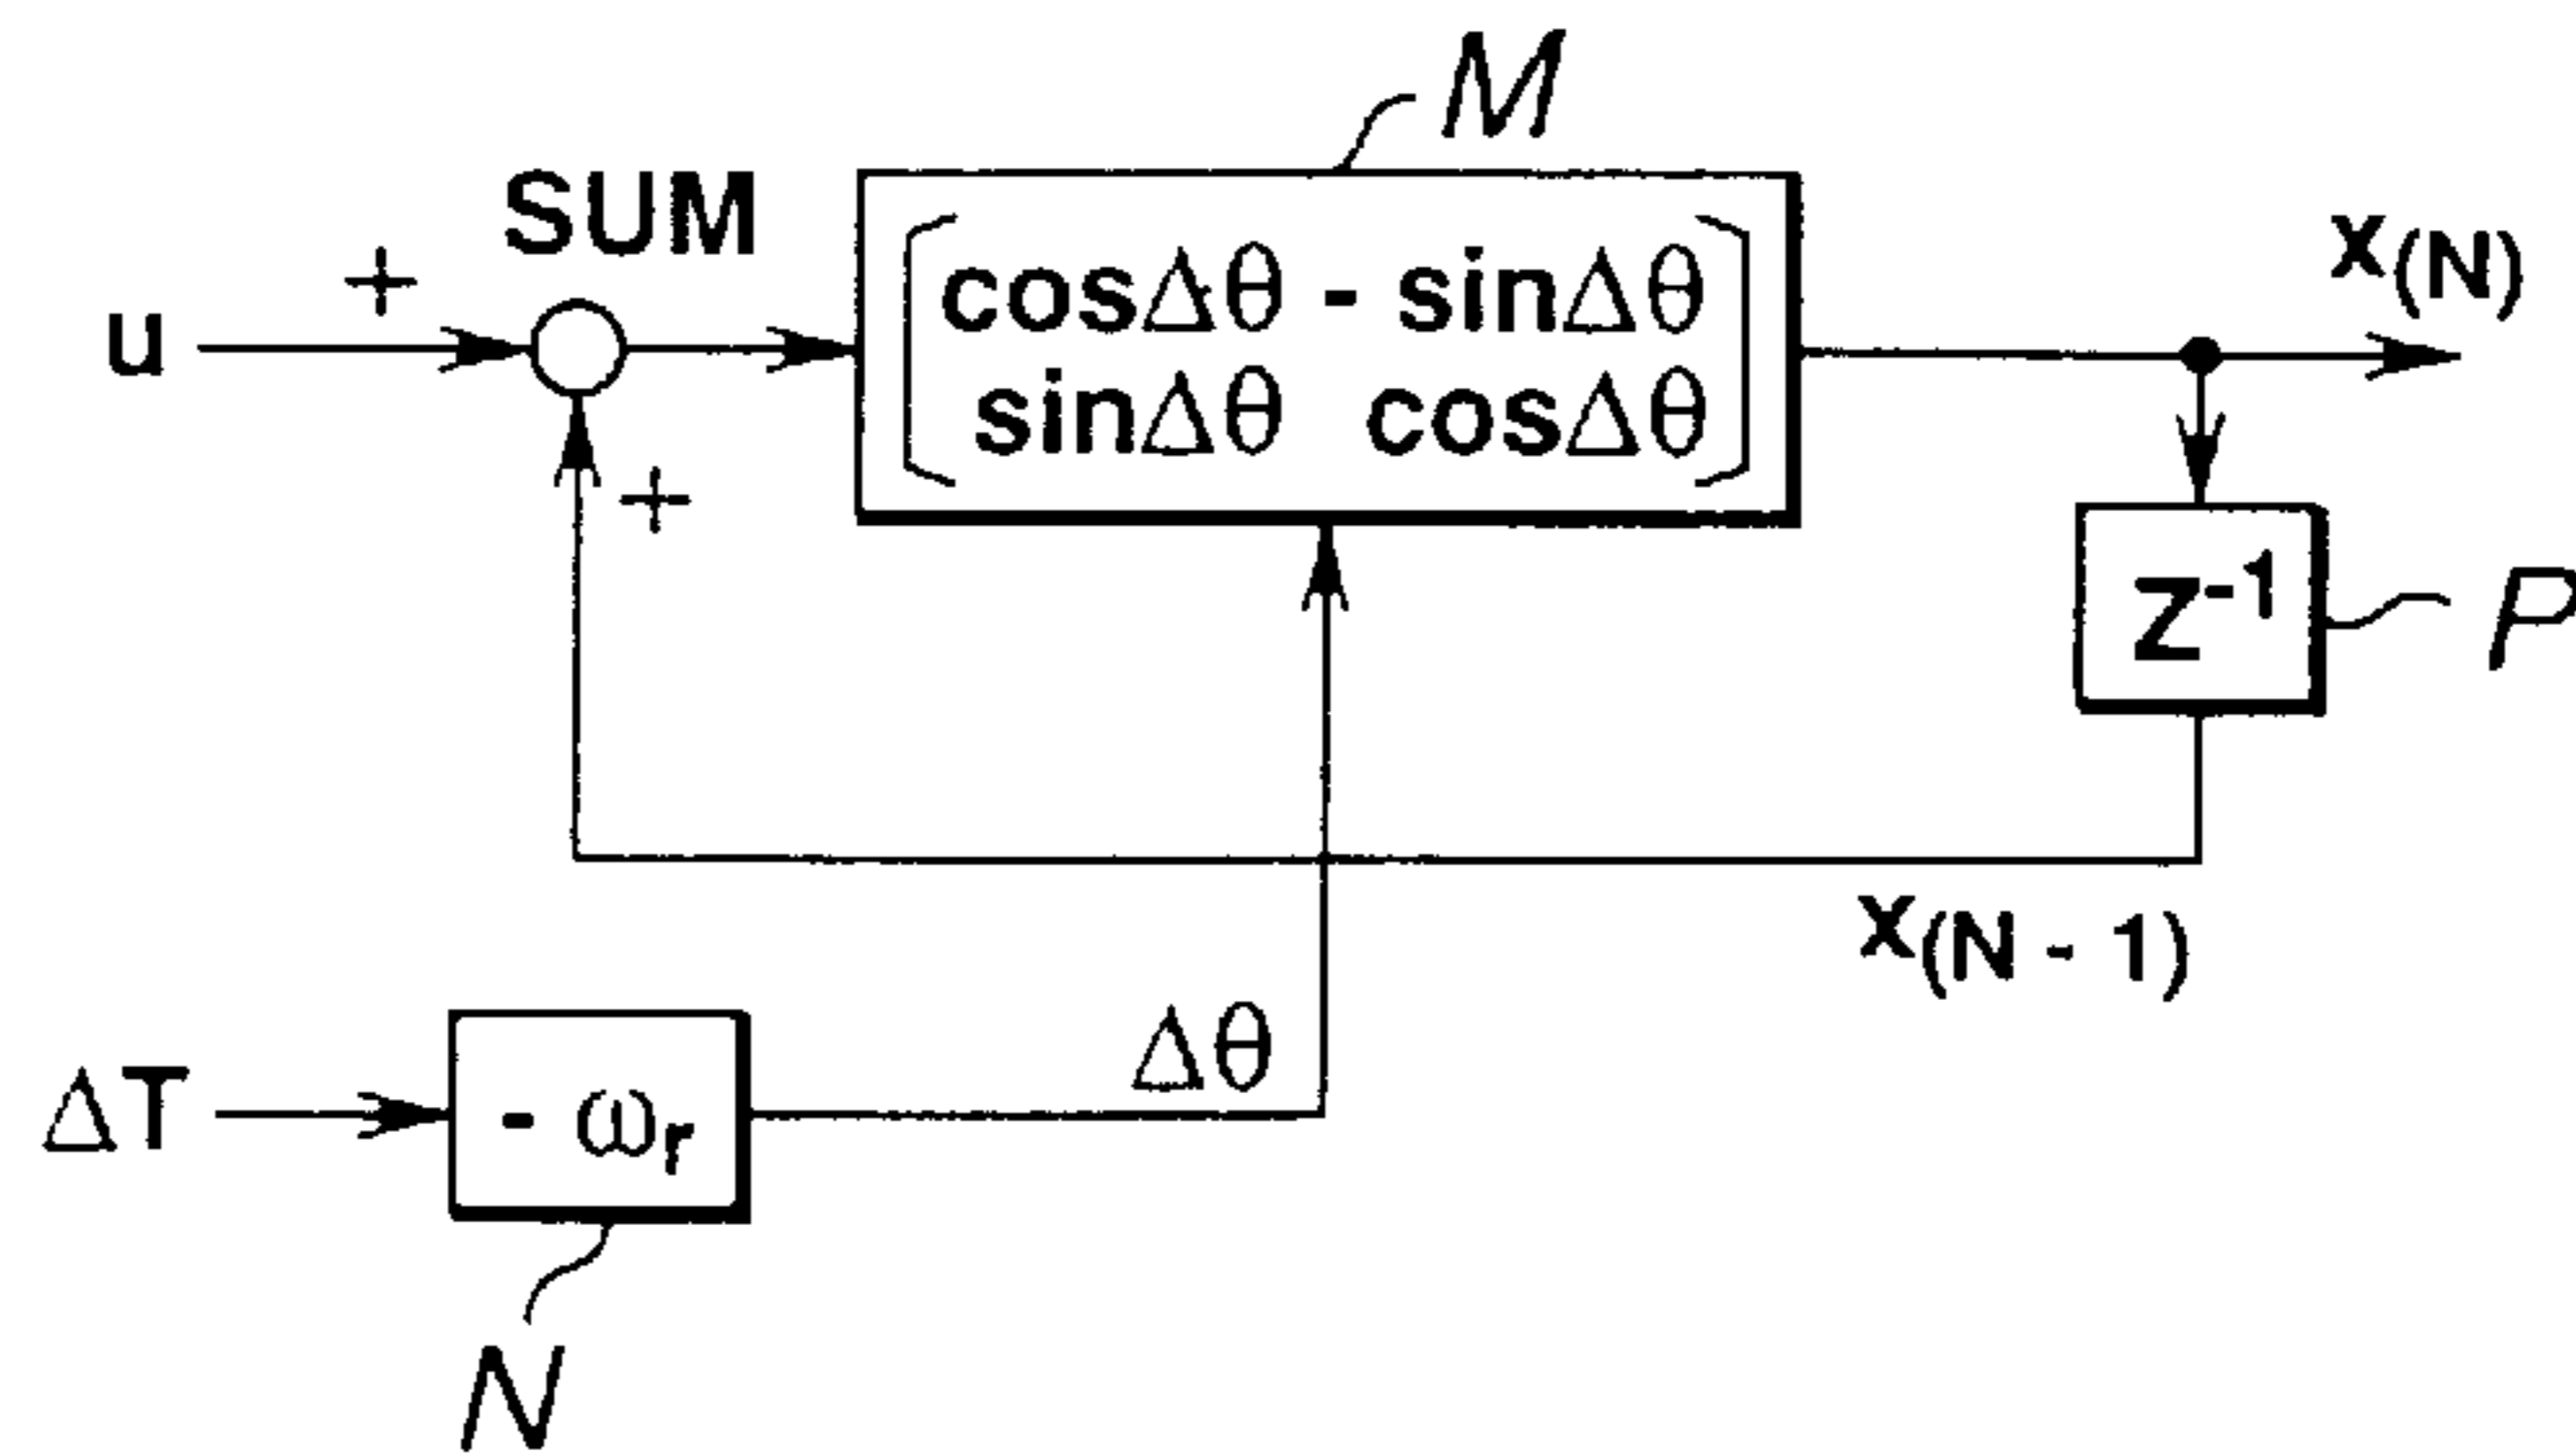 M
SUM
+
u
cosΔθ - sinΔθ
sinΔθ cosΔθ
x(N)
+
Z-1
P
x(N - 1)
Δθ
ΔT
- ωr
N